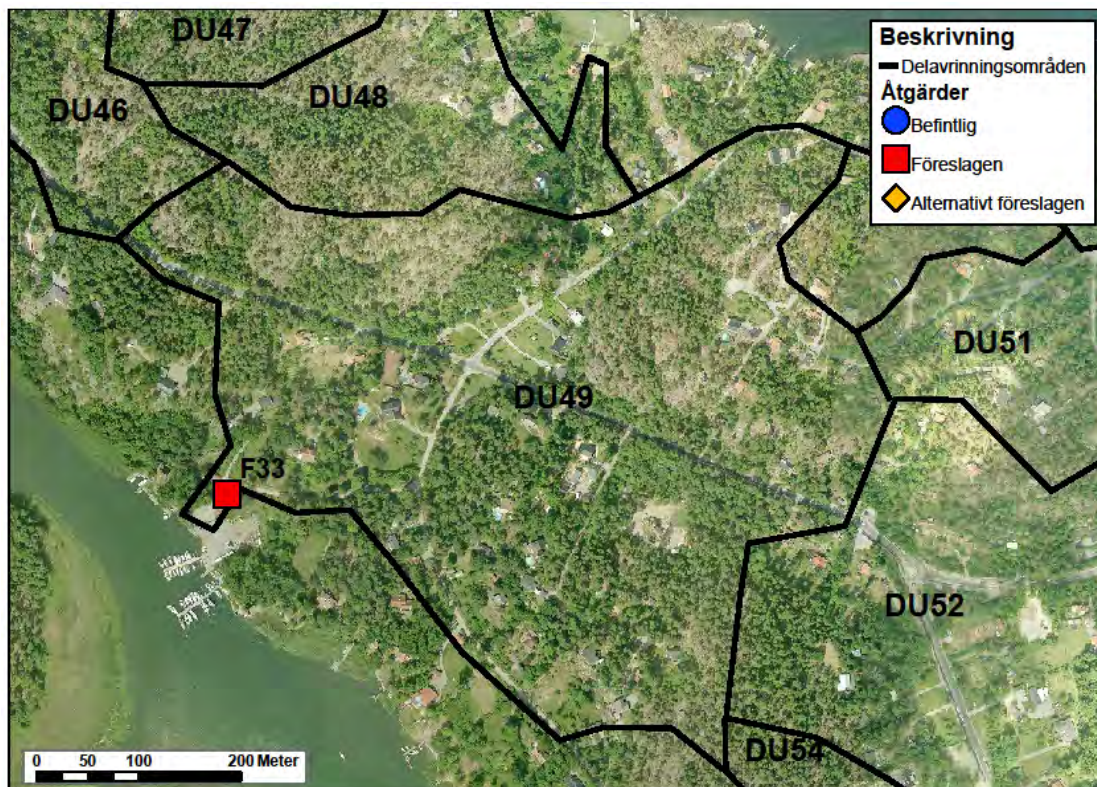 DU47
DU48
DU46
Beskrivning
Delavrinningsområden
Åtgärder
Befintlig
Föreslagen
Alternativt föreslagen
DU51
DU49
F33
DU52
DU54
0 50 100 200 Meter